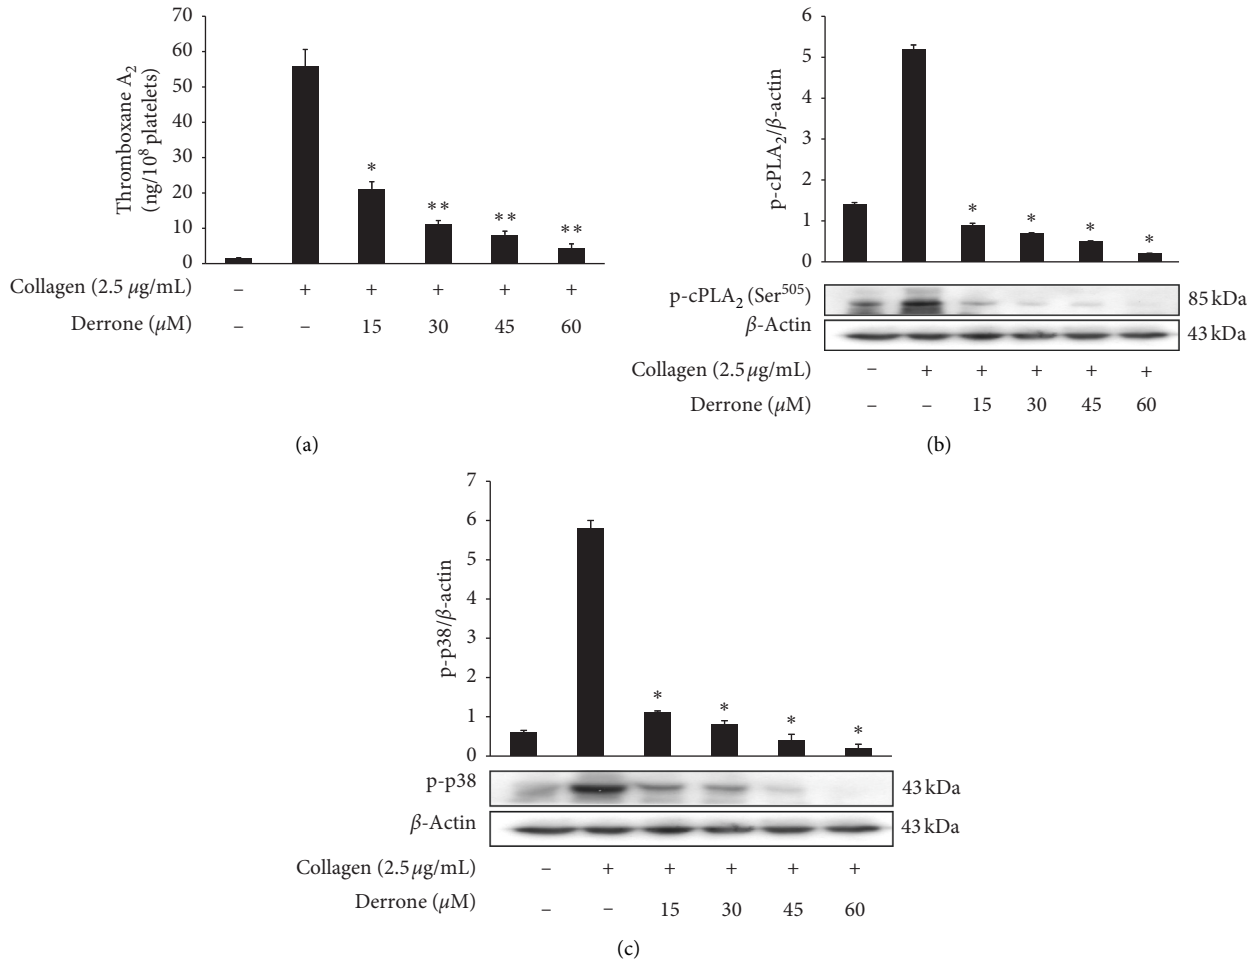 70
60
50
40
30
20
10
0
Thromboxane A₂
(ng/10⁸ platelets)
* ** ** **
Collagen (2.5 μg/mL) – + + + + +
Derrone (μM) – – 15 30 45 60
(a)
6
5
4
3
2
1
0
p-cPLA₂/β-actin
* * * *
p-cPLA₂ (Ser⁵⁰⁵) 85 kDa
β-Actin 43 kDa
Collagen (2.5 μg/mL) – + + + + +
Derrone (μM) – – 15 30 45 60
(b)
7
6
5
4
3
2
1
0
p-p38/β-actin
* * * *
p-p38 43 kDa
β-Actin 43 kDa
Collagen (2.5 μg/mL) – + + + + +
Derrone (μM) – – 15 30 45 60
(c)